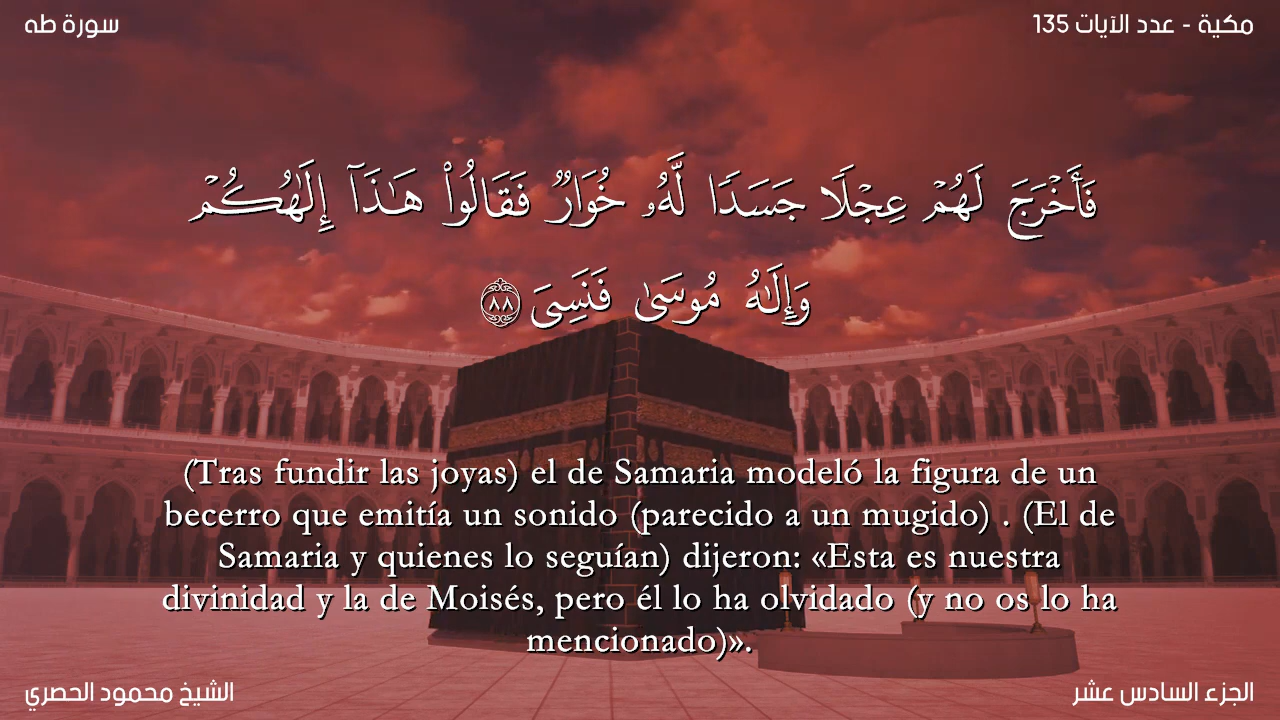 سورة طه
مكية - عدد الآيات 135
فَأَخْرَجَ لَهُمْ عِجْلًا جَسَدًا لَّهُۥ خُوَارٌ فَقَالُوا۟ هَـٰذَآ إِلَـٰهُكُمْ
وَإِلَـٰهُ مُوسَىٰ فَنَسِىَ ٨٨
(Tras fundir las joyas) el de Samaria modeló la figura de un
becerro que emitía un sonido (parecido a un mugido) . (El de
Samaria y quienes lo seguían) dijeron: «Esta es nuestra
divinidad y la de Moisés, pero él lo ha olvidado (y no os lo ha
mencionado)».
الشيخ محمود الحصري
الجزء السادس عشر